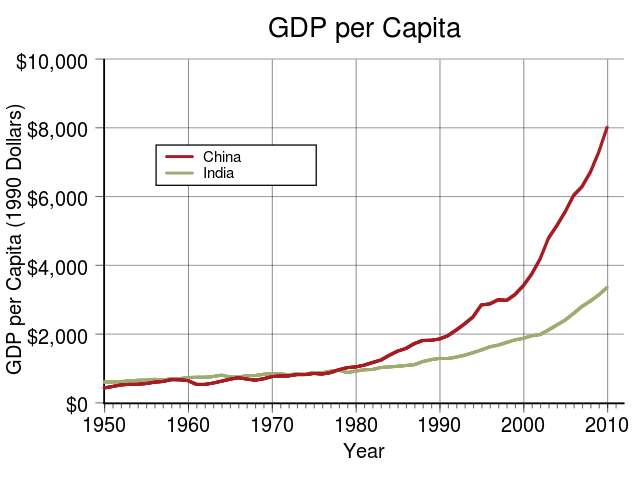 GDP per Capita
$10,000
$8,000
$6,000
$4,000
$2,000
$0
GDP per Capita (1990 Dollars)
China
India
1950 1960 1970 1980 1990 2000 2010
Year